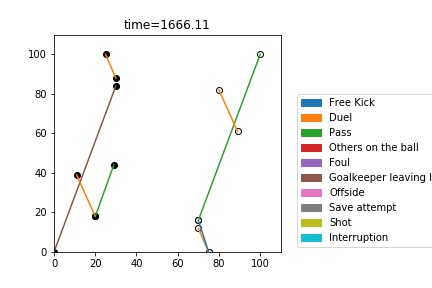 time=1666.11
100
80
60
40
20
0
0
20
40
60
80
100
Free Kick
Duel
Pass
Others on the ball
Foul
Goalkeeper leaving l
Offside
Save attempt
Shot
Interruption